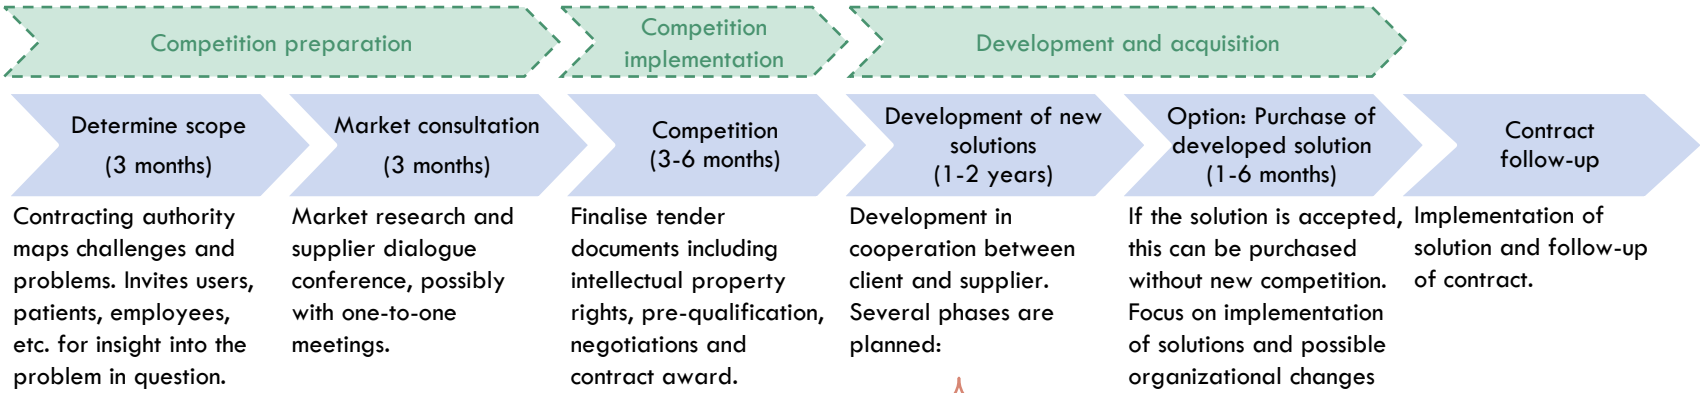 Competition preparation
Competition
implementation
Development and acquisition
Determine scope
(3 months)
Market consultation
(3 months)
Competition
(3-6 months)
Development of new
solutions
(1-2 years)
Option: Purchase of
developed solution
(1-6 months)
Contract
follow-up
Contracting authority
maps challenges and
problems. Invites users,
patients, employees,
etc. for insight into the
problem in question.
Market research and
supplier dialogue
conference, possibly
with one-to-one
meetings.
Finalise tender
documents including
intellectual property
rights, pre-qualification,
negotiations and
contract award.
Development in
cooperation between
client and supplier.
Several phases are
planned:
If the solution is accepted,
this can be purchased
without new competition.
Focus on implementation
of solutions and possible
organizational changes
Implementation of
solution and follow-up
of contract.